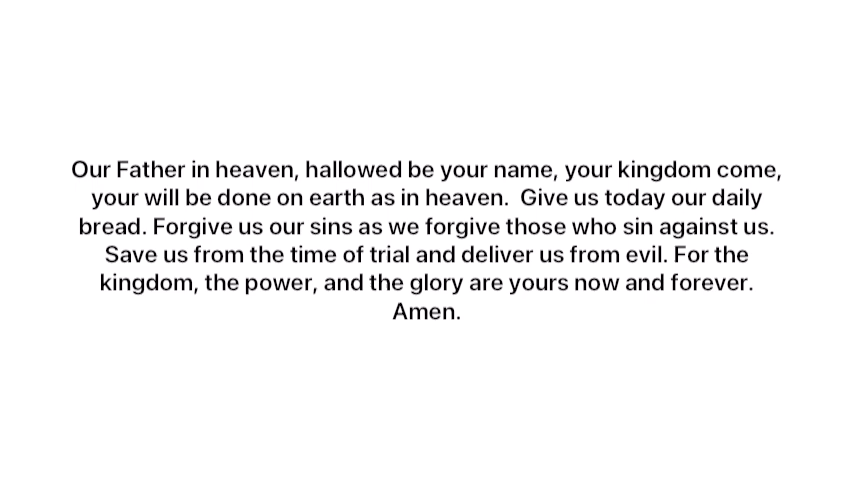 Our Father in heaven, hallowed be your name, your kingdom come,
your will be done on earth as in heaven.  Give us today our daily
bread. Forgive us our sins as we forgive those who sin against us.
Save us from the time of trial and deliver us from evil. For the
kingdom, the power, and the glory are yours now and forever.
Amen.